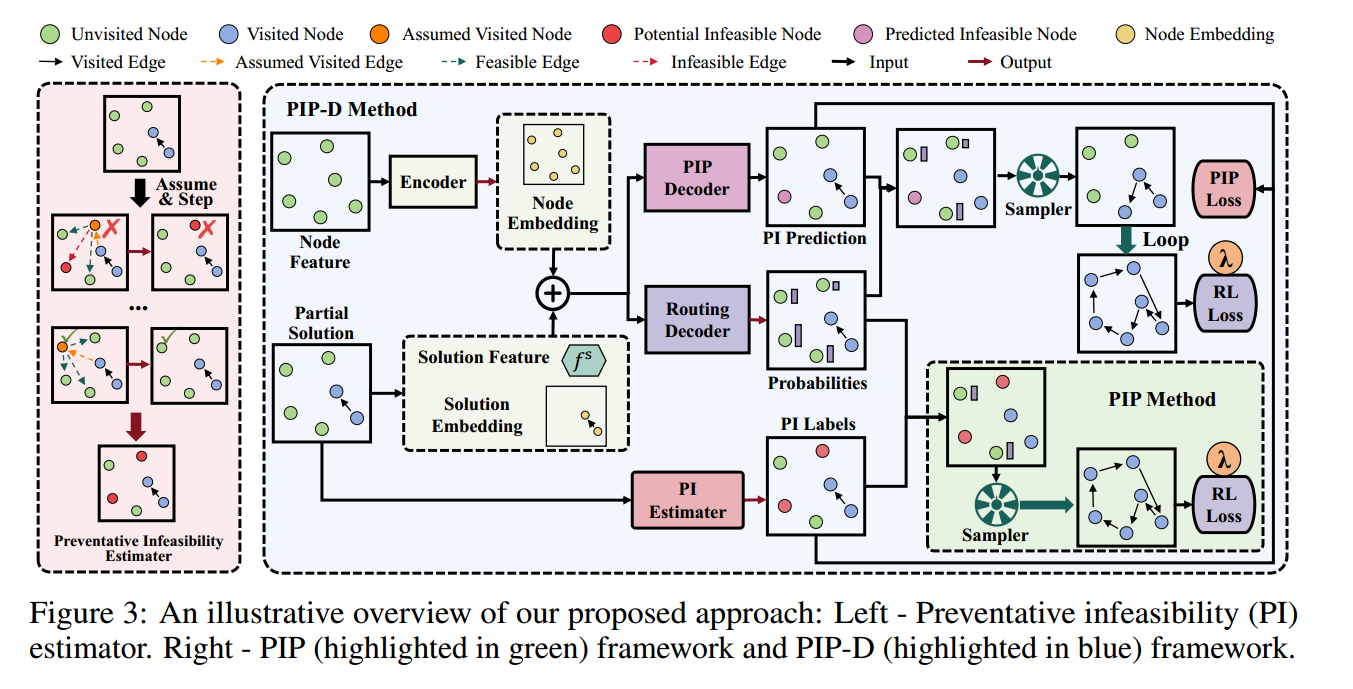 Unvisited Node
Visited Node
Assumed Visited Node
Potential Infeasible Node
Predicted Infeasible Node
Node Embedding
Visited Edge
Assumed Visited Edge
Feasible Edge
Infeasible Edge
Input
Output
Assume
& Step
...
Preventative Infeasibility
Estimater
PIP-D Method
Node
Feature
Encoder
Node
Embedding
PIP
Decoder
PI Prediction
Sampler
PIP
Loss
Loop
λ
RL
Loss
Partial
Solution
Solution Feature
fˢ
Solution
Embedding
Routing
Decoder
Probabilities
PI Labels
PI
Estimater
PIP Method
Sampler
λ
RL
Loss
Figure 3: An illustrative overview of our proposed approach: Left - Preventative infeasibility (PI)
estimator. Right - PIP (highlighted in green) framework and PIP-D (highlighted in blue) framework.